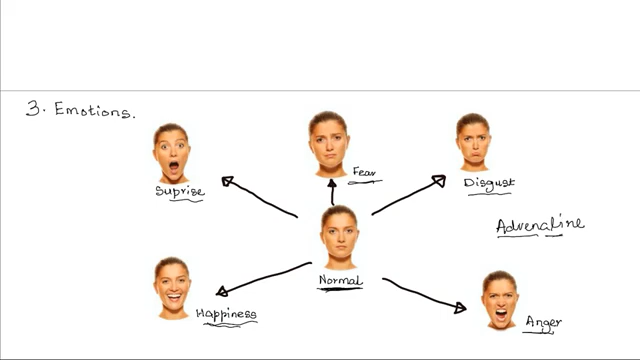 3. Emotions.
Fear
Suprise
Disgust
Adrenaline
Normal
Happiness
Anger